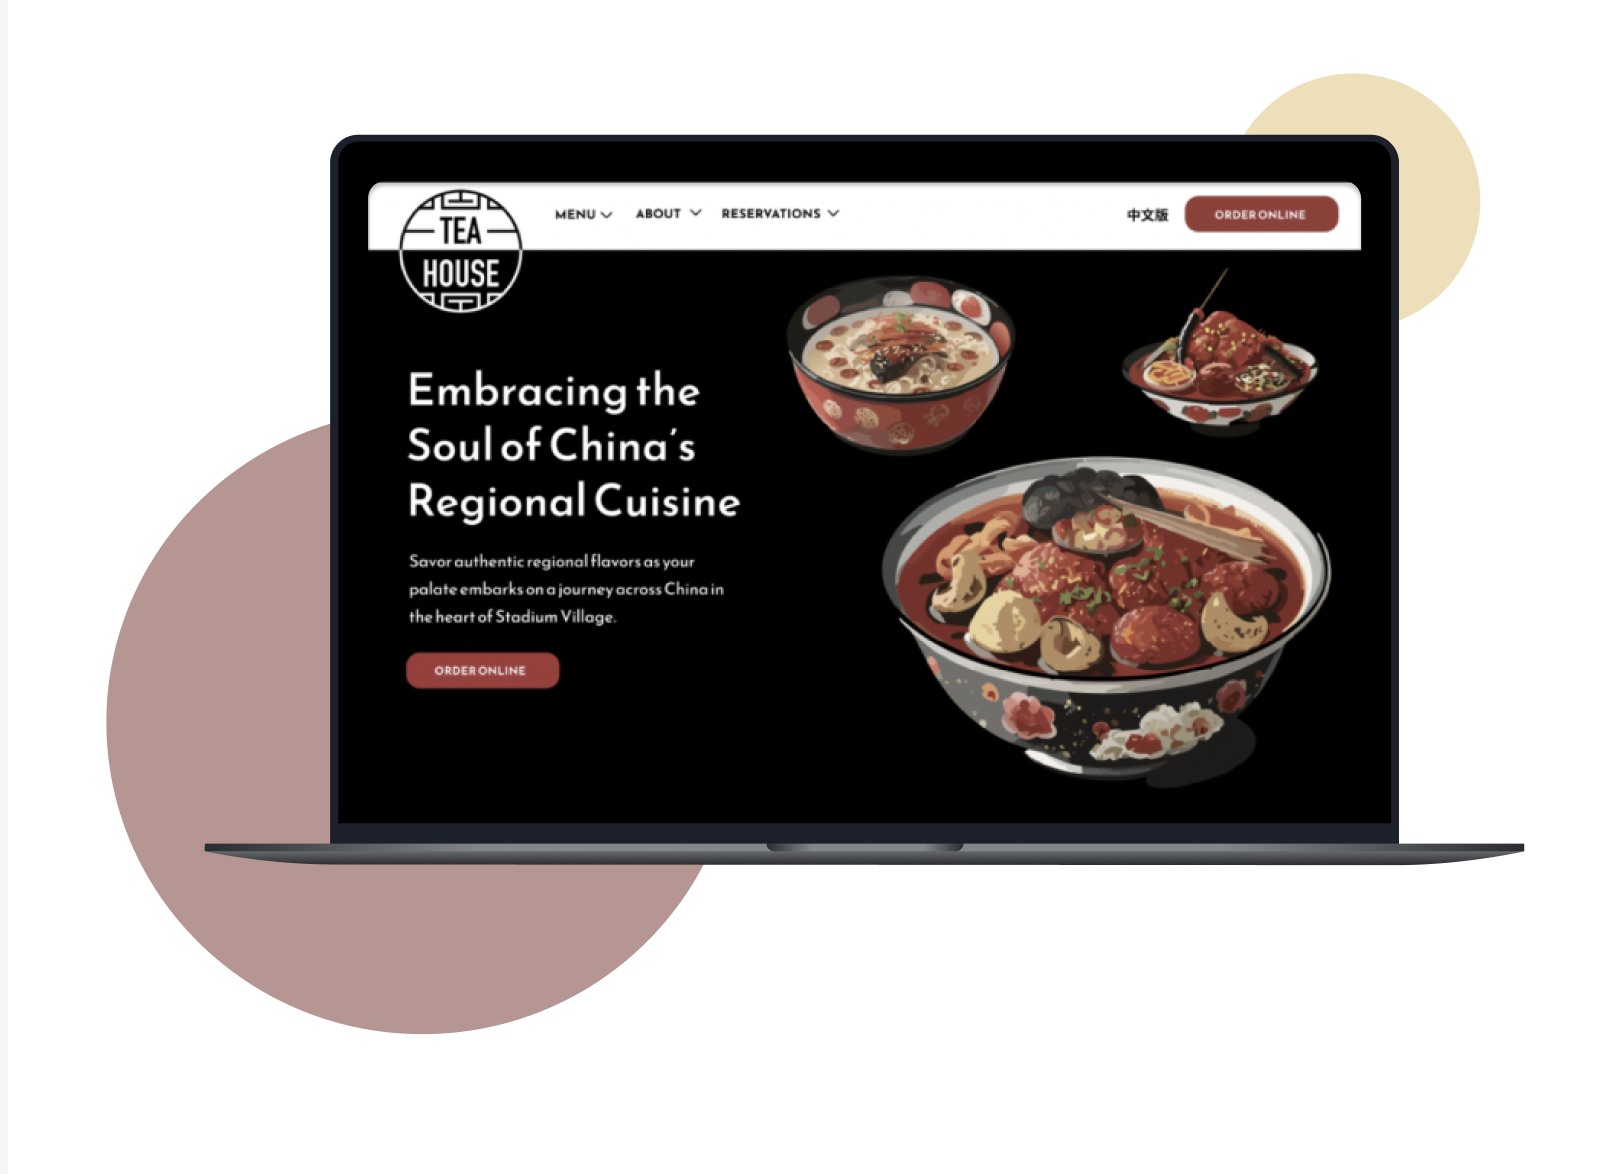 TEA
HOUSE
MENU
ABOUT
RESERVATIONS
中文版
ORDER ONLINE
Embracing the
Soul of China's
Regional Cuisine
Savor authentic regional flavors as your
palate embarks on a journey across China in
the heart of Stadium Village.
ORDER ONLINE